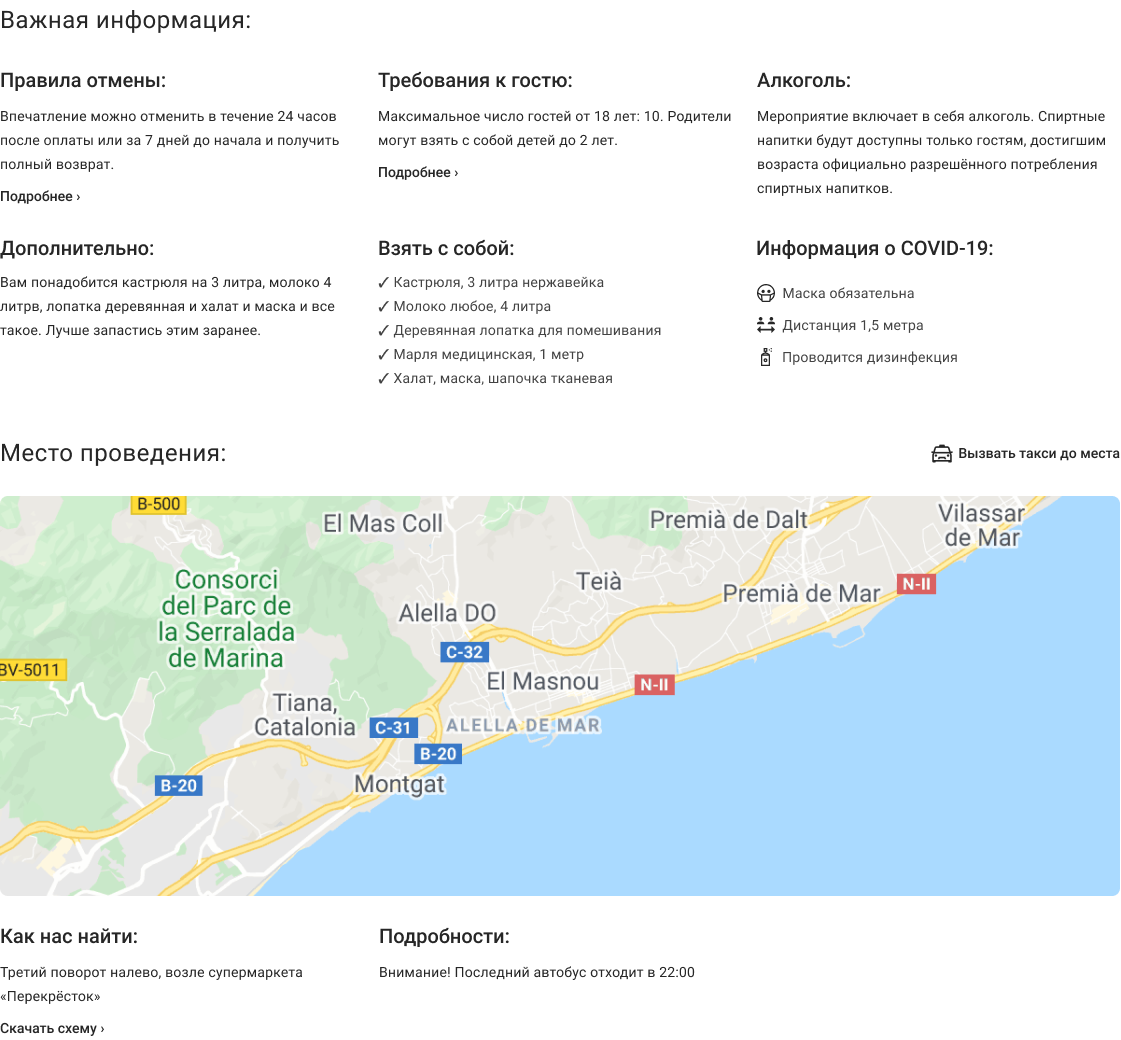 Важная информация:
Правила отмены:
Впечатление можно отменить в течение 24 часов
после оплаты или за 7 дней до начала и получить
полный возврат.
Подробнее ›
Требования к гостю:
Максимальное число гостей от 18 лет: 10. Родители
могут взять с собой детей до 2 лет.
Подробнее ›
Алкоголь:
Мероприятие включает в себя алкоголь. Спиртные
напитки будут доступны только гостям, достигшим
возраста официально разрешённого потребления
спиртных напитков.
Дополнительно:
Вам понадобится кастрюля на 3 литра, молоко 4
литрв, лопатка деревянная и халат и маска и все
такое. Лучше запастись этим заранее.
Взять с собой:
✓ Кастрюля, 3 литра нержавейка
✓ Молоко любое, 4 литра
✓ Деревянная лопатка для помешивания
✓ Марля медицинская, 1 метр
✓ Халат, маска, шапочка тканевая
Информация о COVID-19:
Маска обязательна
Дистанция 1,5 метра
Проводится дизинфекция
Место проведения:
Вызвать такси до места
B-500
El Mas Coll
Premià de Dalt
Vilassar
de Mar
Consorci
del Parc de
la Serralada
de Marina
Teià
Premià de Mar
N-II
Alella DO
C-32
BV-5011
El Masnou
N-II
Tiana,
Catalonia
C-31
ALELLA DE MAR
B-20
B-20
Montgat
Как нас найти:
Третий поворот налево, возле супермаркета
«Перекрёсток»
Скачать схему ›
Подробности:
Внимание! Последний автобус отходит в 22:00